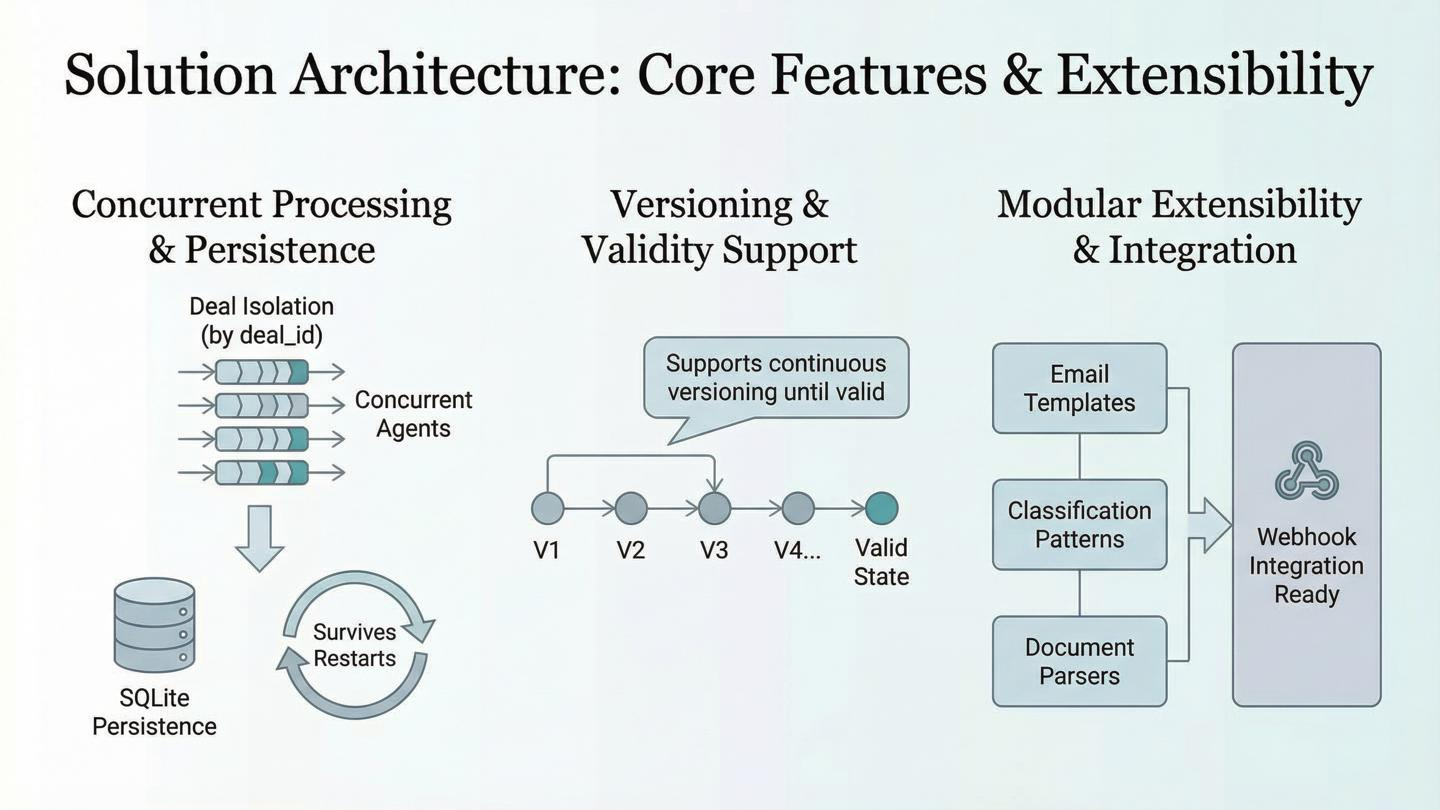 Solution Architecture: Core Features & Extensibility
Concurrent Processing
& Persistence
Deal Isolation
(by deal_id)
Concurrent
Agents
SQLite
Persistence
Survives
Restarts
Versioning &
Validity Support
Supports continuous
versioning until valid
V1
V2
V3
V4...
Valid
State
Modular Extensibility
& Integration
Email
Templates
Classification
Patterns
Document
Parsers
Webhook
Integration
Ready